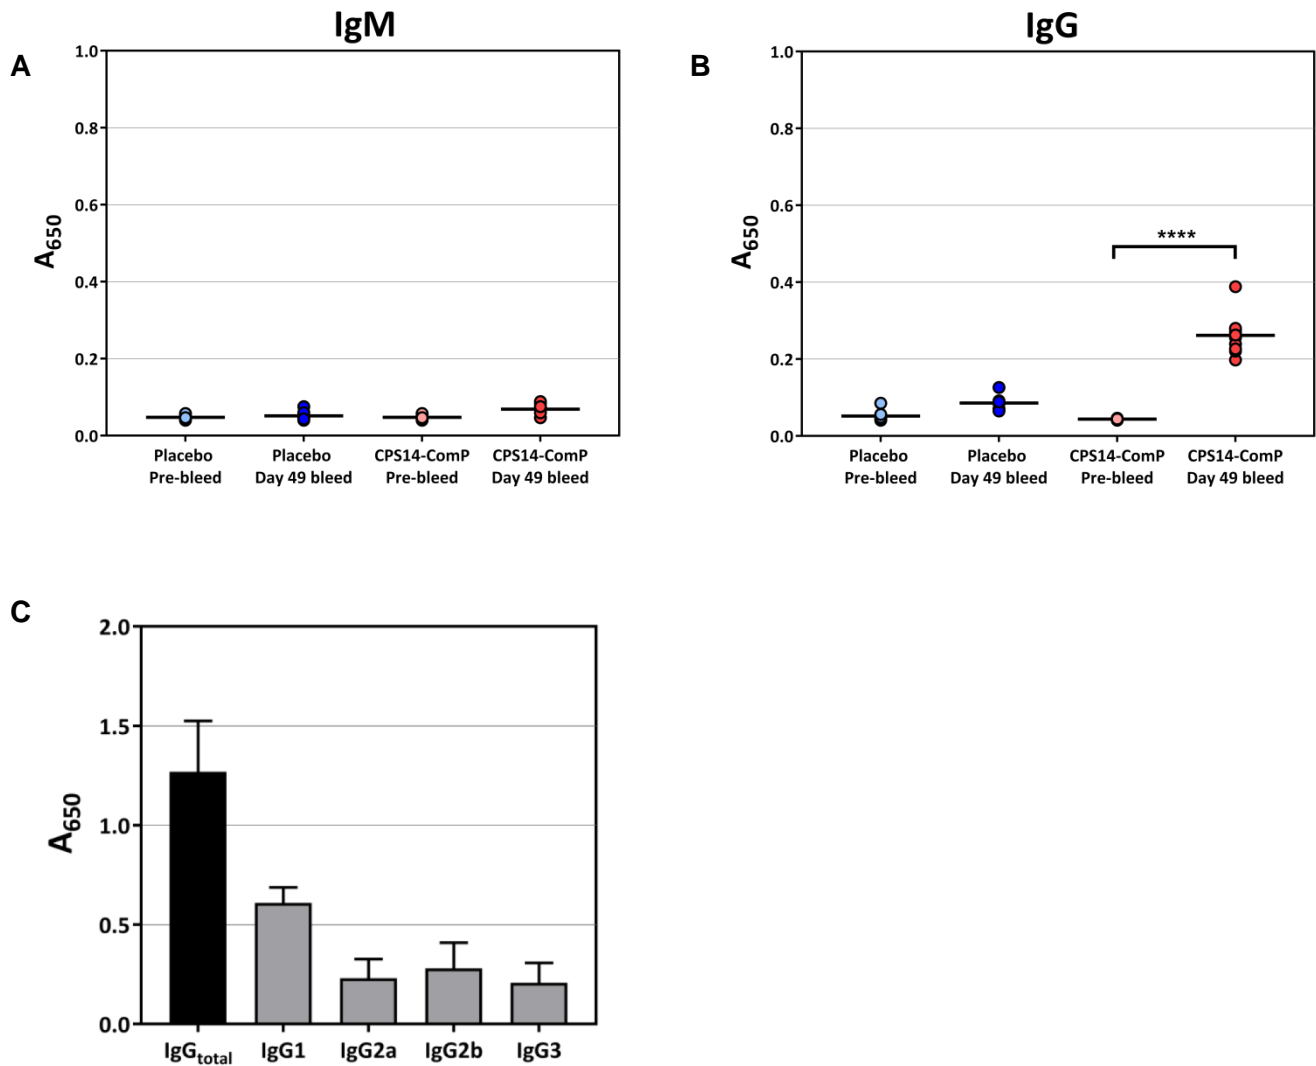 IgM
A
A650
1.0
0.8
0.6
0.4
0.2
0.0
Placebo
Pre-bleed
Placebo
Day 49 bleed
CPS14-ComP
Pre-bleed
CPS14-ComP
Day 49 bleed
IgG
B
A650
1.0
0.8
0.6
0.4
0.2
0.0
****
Placebo
Pre-bleed
Placebo
Day 49 bleed
CPS14-ComP
Pre-bleed
CPS14-ComP
Day 49 bleed
C
A650
2.0
1.5
1.0
0.5
0.0
IgGtotal
IgG1
IgG2a
IgG2b
IgG3